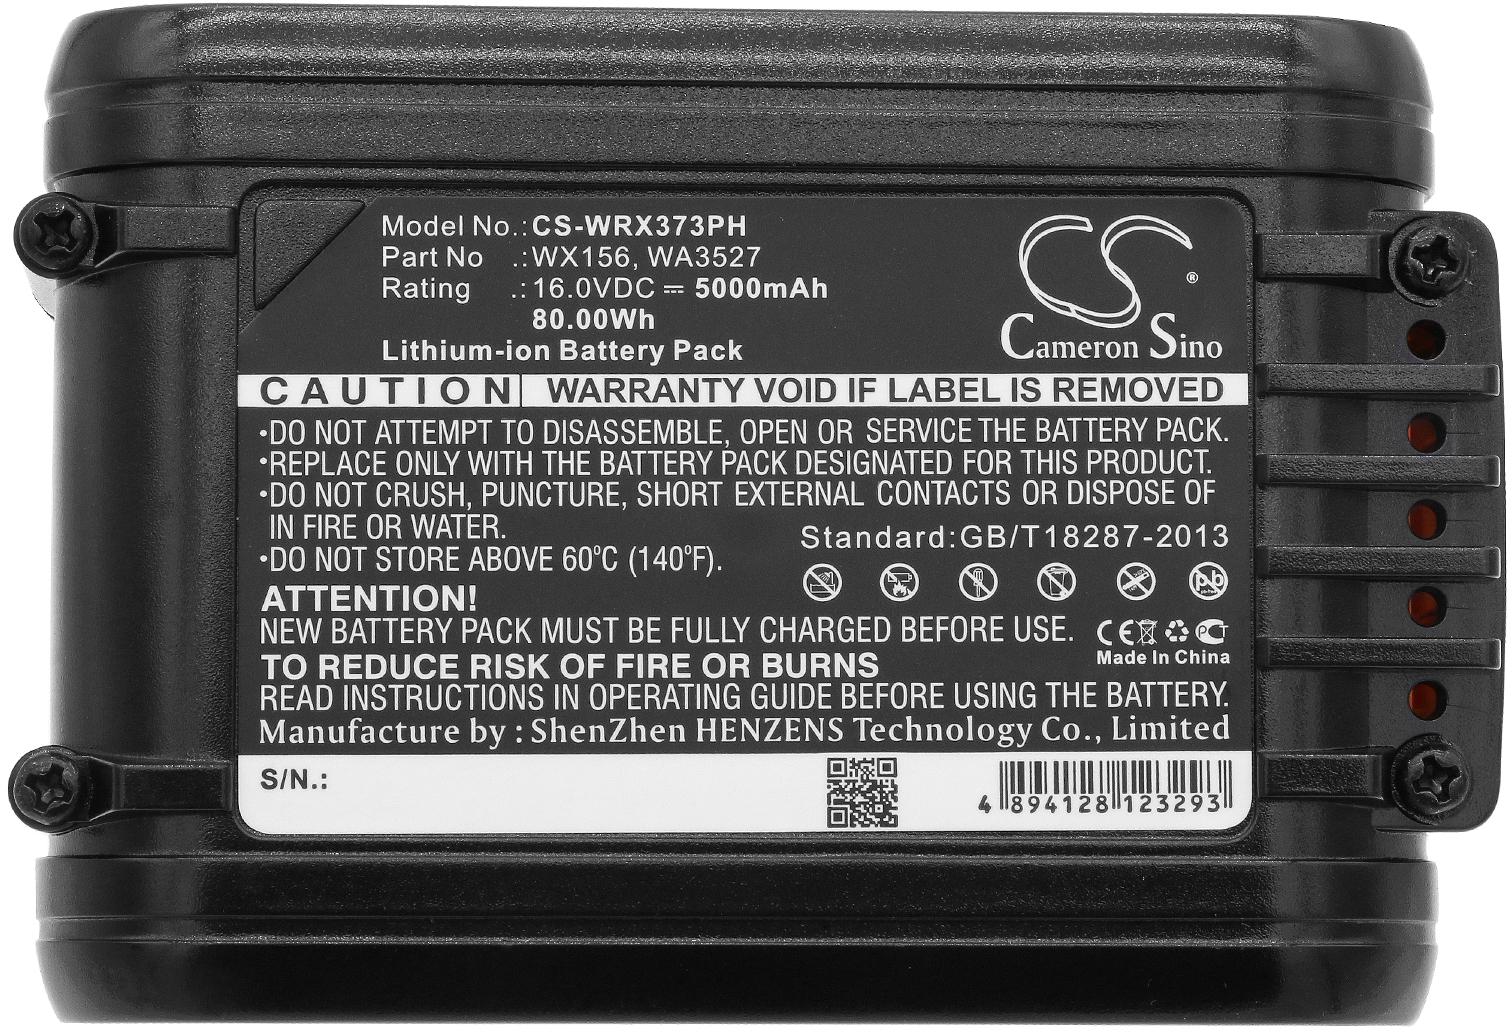 Model No.:CS-WRX373PH
Part No .:WX156, WA3527
Rating .:16.0VDC ⎓ 5000mAh
80.00Wh
Lithium-ion Battery Pack
CS®
Cameron Sino
CAUTION | WARRANTY VOID IF LABEL IS REMOVED
•DO NOT ATTEMPT TO DISASSEMBLE, OPEN OR SERVICE THE BATTERY PACK.
•REPLACE ONLY WITH THE BATTERY PACK DESIGNATED FOR THIS PRODUCT.
•DO NOT CRUSH, PUNCTURE, SHORT EXTERNAL CONTACTS OR DISPOSE OF
IN FIRE OR WATER.
Standard:GB/T18287-2013
•DO NOT STORE ABOVE 60°C (140°F).
Pb
ATTENTION!
NEW BATTERY PACK MUST BE FULLY CHARGED BEFORE USE.
CE
Made In China
TO REDUCE RISK OF FIRE OR BURNS
READ INSTRUCTIONS IN OPERATING GUIDE BEFORE USING THE BATTERY.
Manufacture by : ShenZhen HENZENS Technology Co., Limited
S/N.:
4 894128 123293